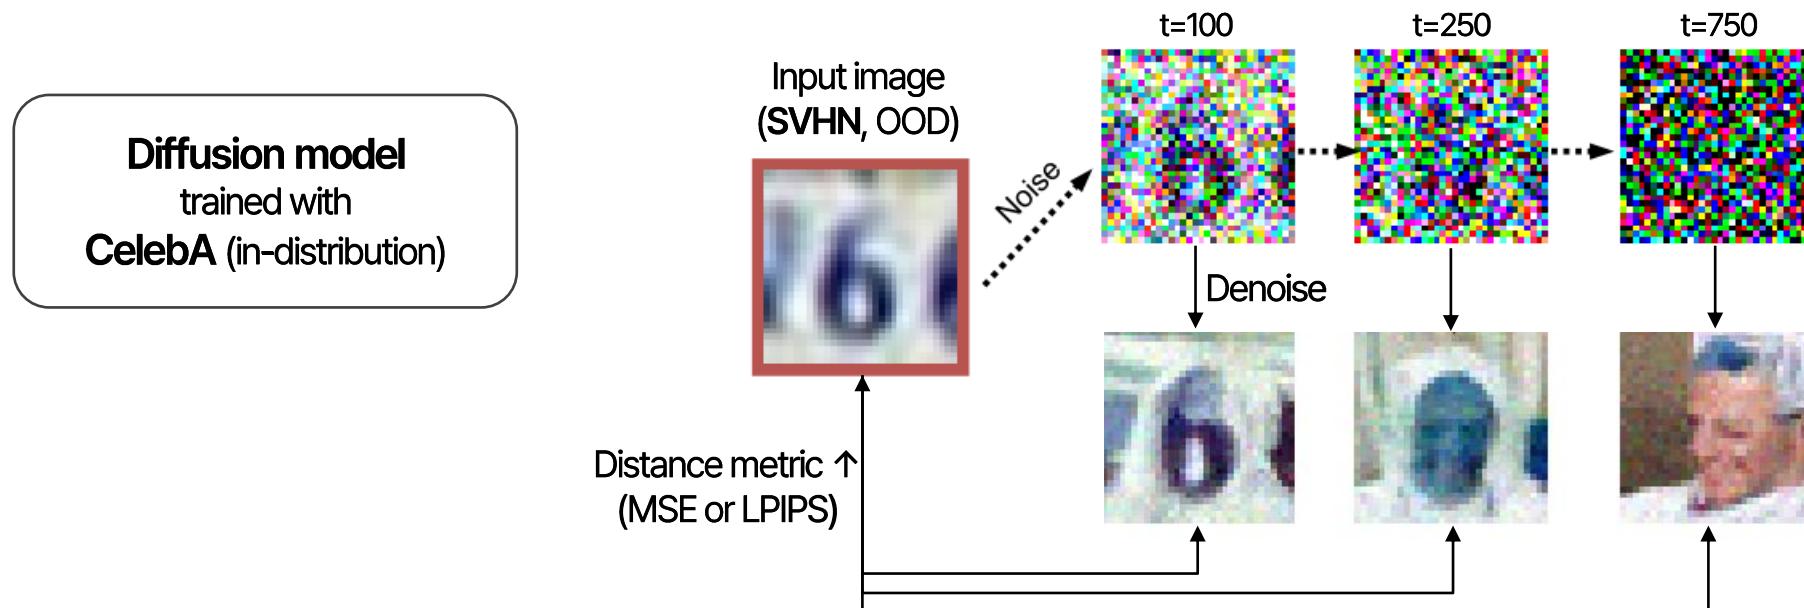 Diffusion model
trained with
CelebA (in-distribution)
Input image
(SVHN, OOD)
6
Noise
t=100
t=250
t=750
Denoise
Distance metric ↑
(MSE or LPIPS)